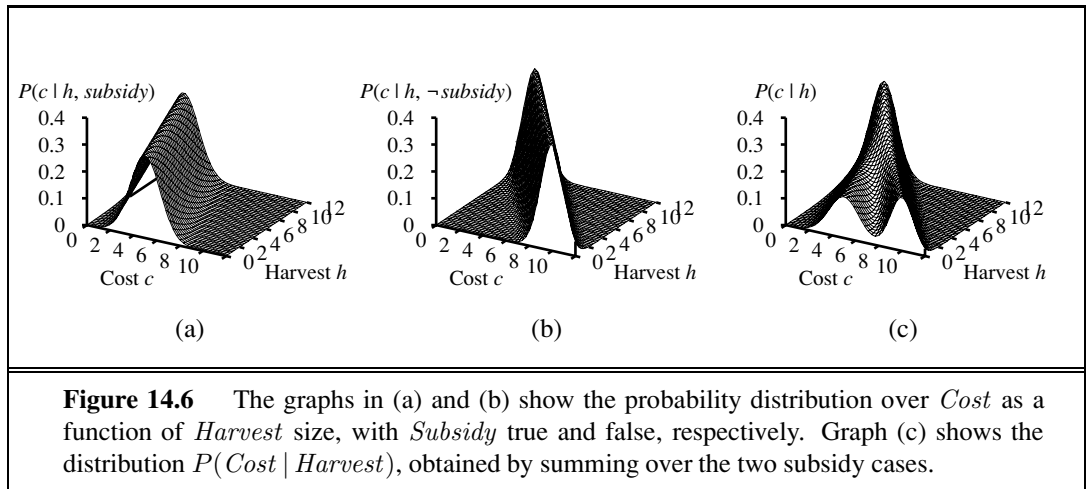 P(c | h, subsidy)
0.4
0.3
0.2
0.1
0
0 2 4 6 8 10
Cost c
0 2 4 6 8 10 12
Harvest h
(a)
P(c | h, ¬ subsidy)
0.4
0.3
0.2
0.1
0
0 2 4 6 8 10
Cost c
0 2 4 6 8 10 12
Harvest h
(b)
P(c | h)
0.4
0.3
0.2
0.1
0
0 2 4 6 8 10
Cost c
0 2 4 6 8 10 12
Harvest h
(c)
Figure 14.6 The graphs in (a) and (b) show the probability distribution over Cost as a
function of Harvest size, with Subsidy true and false, respectively. Graph (c) shows the
distribution P(Cost | Harvest), obtained by summing over the two subsidy cases.